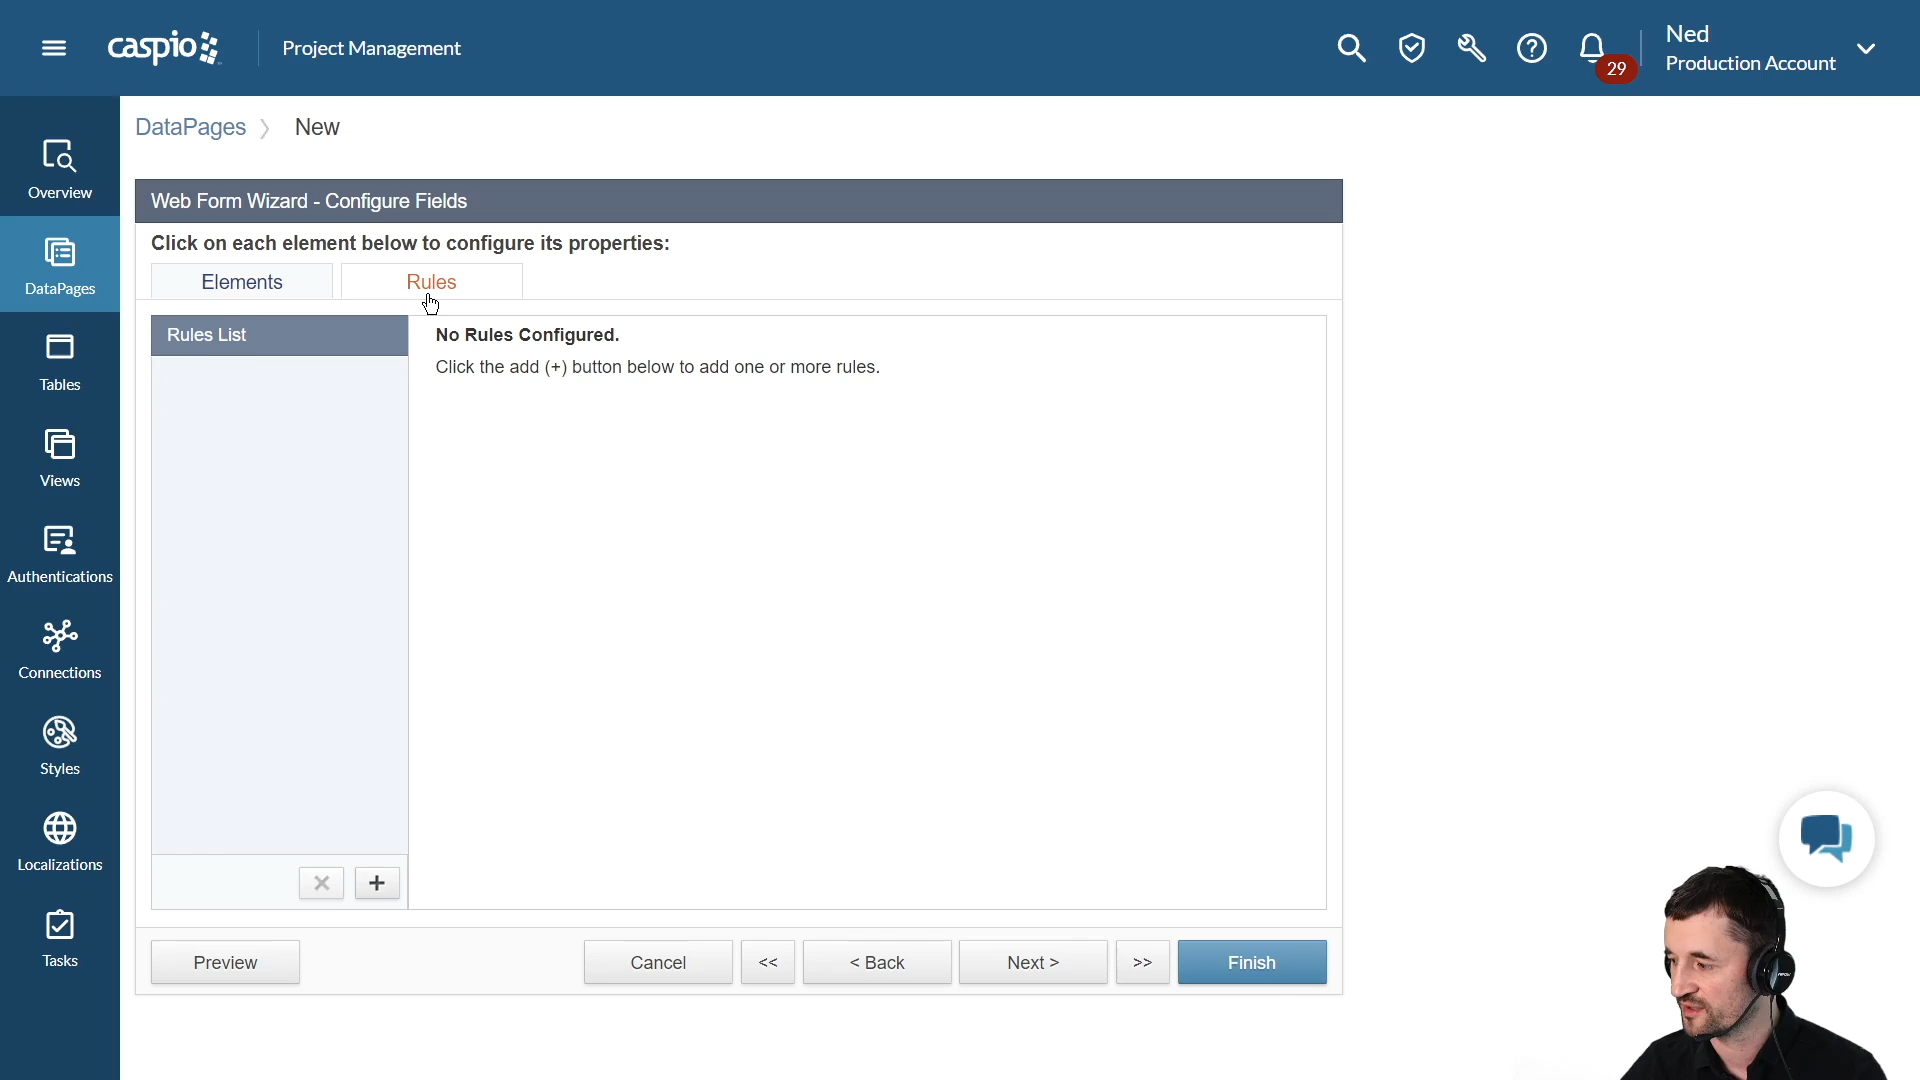 caspio
Project Management
29
Ned
Production Account
Overview
DataPages
Tables
Views
Authentications
Connections
Styles
Localizations
Tasks
DataPages
New
Web Form Wizard - Configure Fields
Click on each element below to configure its properties:
Elements
Rules
Rules List
No Rules Configured.
Click the add (+) button below to add one or more rules.
Preview
Cancel
<<
< Back
Next >
>>
Finish